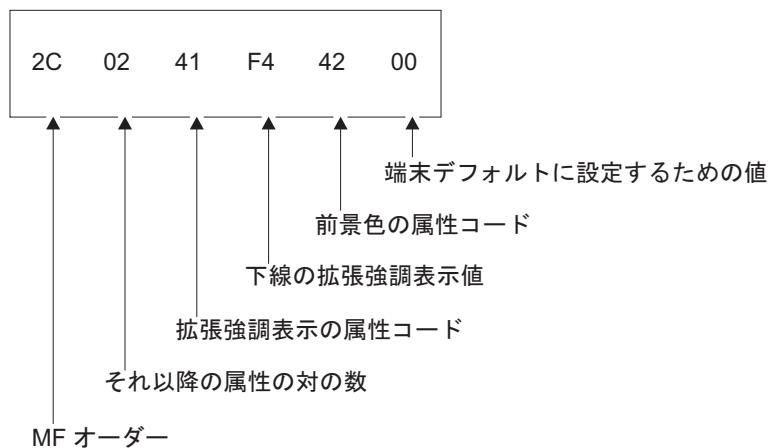 2C 02 41 F4 42 00
端末デフォルトに設定するための値
前景色の属性コード
下線の拡張強調表示値
拡張強調表示の属性コード
それ以降の属性の対の数
MF オーダー